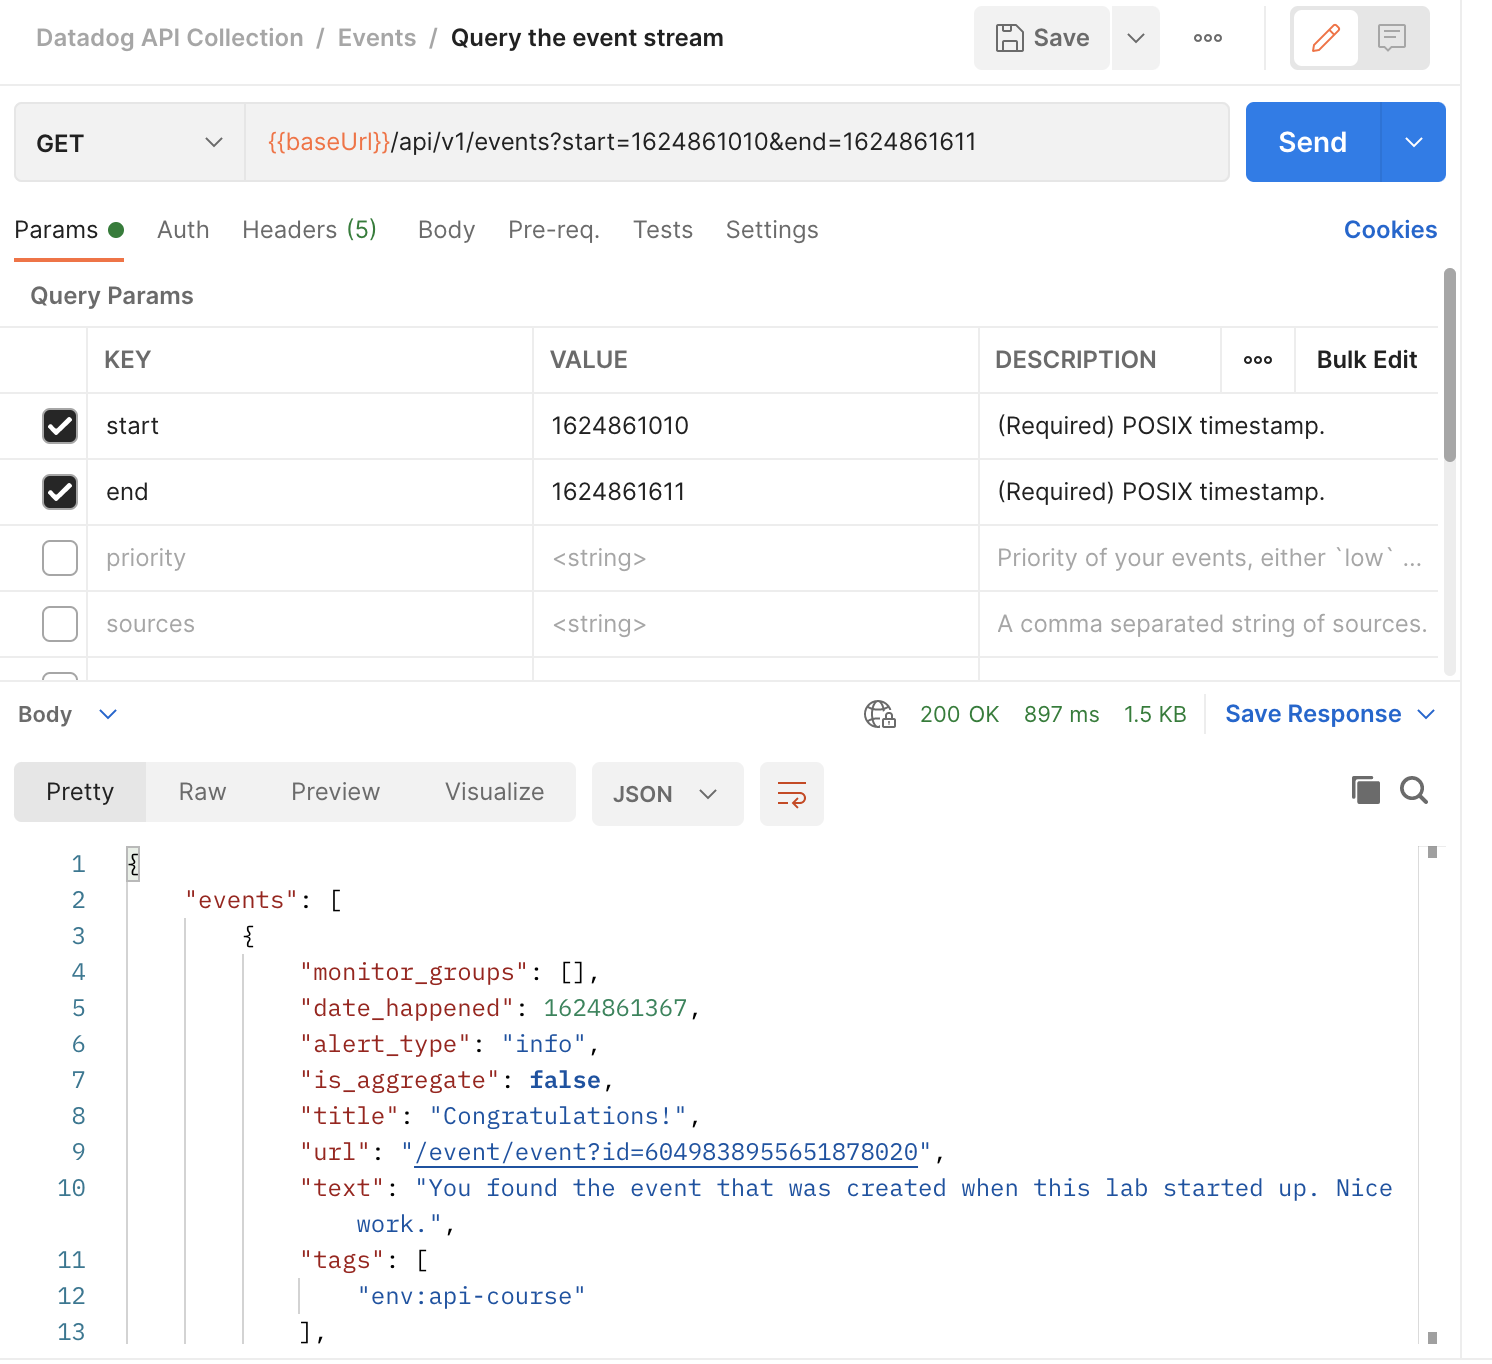 Datadog API Collection / Events / Query the event stream
Save
GET
{{baseUrl}}/api/v1/events?start=1624861010&end=1624861611
Send
Params Auth Headers (5) Body Pre-req. Tests Settings
Cookies
Query Params
KEY VALUE DESCRIPTION Bulk Edit
start 1624861010 (Required) POSIX timestamp.
end 1624861611 (Required) POSIX timestamp.
priority <string> Priority of your events, either `low` ...
sources <string> A comma separated string of sources.
Body
200 OK 897 ms 1.5 KB Save Response
Pretty Raw Preview Visualize JSON
1 {
2 "events": [
3 {
4 "monitor_groups": [],
5 "date_happened": 1624861367,
6 "alert_type": "info",
7 "is_aggregate": false,
8 "title": "Congratulations!",
9 "url": "/event/event?id=6049838955651878020",
10 "text": "You found the event that was created when this lab started up. Nice
work.",
11 "tags": [
12 "env:api-course"
13 ],